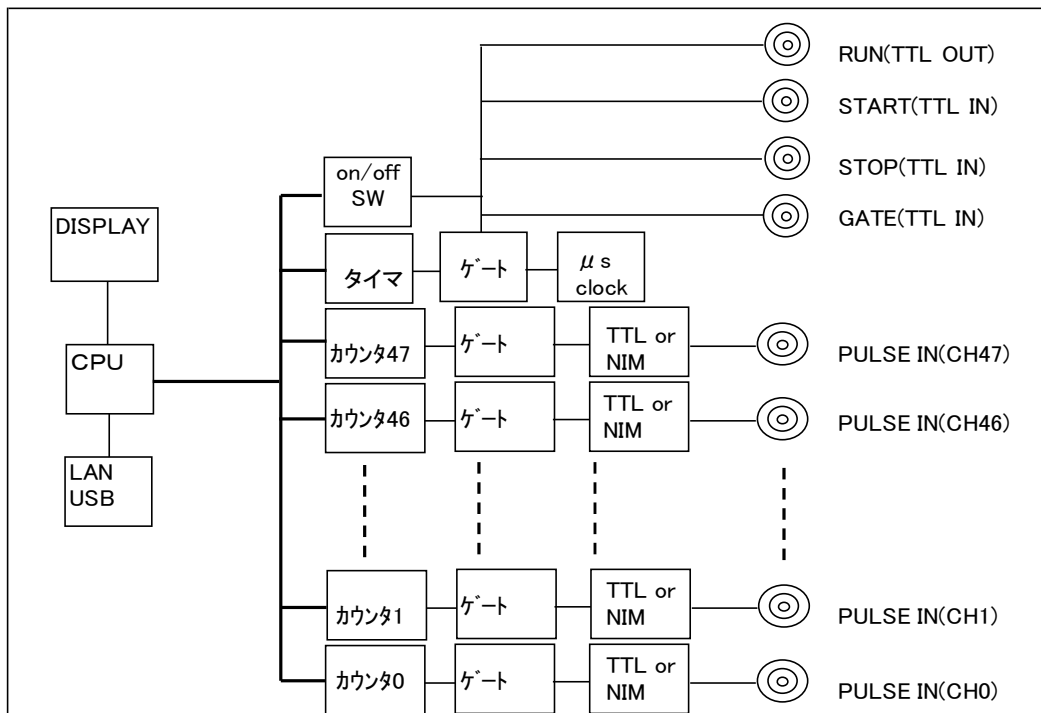 RUN(TTL OUT)
START(TTL IN)
STOP(TTL IN)
GATE(TTL IN)
on/off
SW
DISPLAY
タイマ
ｹﾞｰﾄ
μs
clock
CPU
ｶｳﾝﾀ47
ｹﾞｰﾄ
TTL or
NIM
PULSE IN(CH47)
ｶｳﾝﾀ46
ｹﾞｰﾄ
TTL or
NIM
PULSE IN(CH46)
LAN
USB
ｶｳﾝﾀ1
ｹﾞｰﾄ
TTL or
NIM
PULSE IN(CH1)
ｶｳﾝﾀ0
ｹﾞｰﾄ
TTL or
NIM
PULSE IN(CH0)